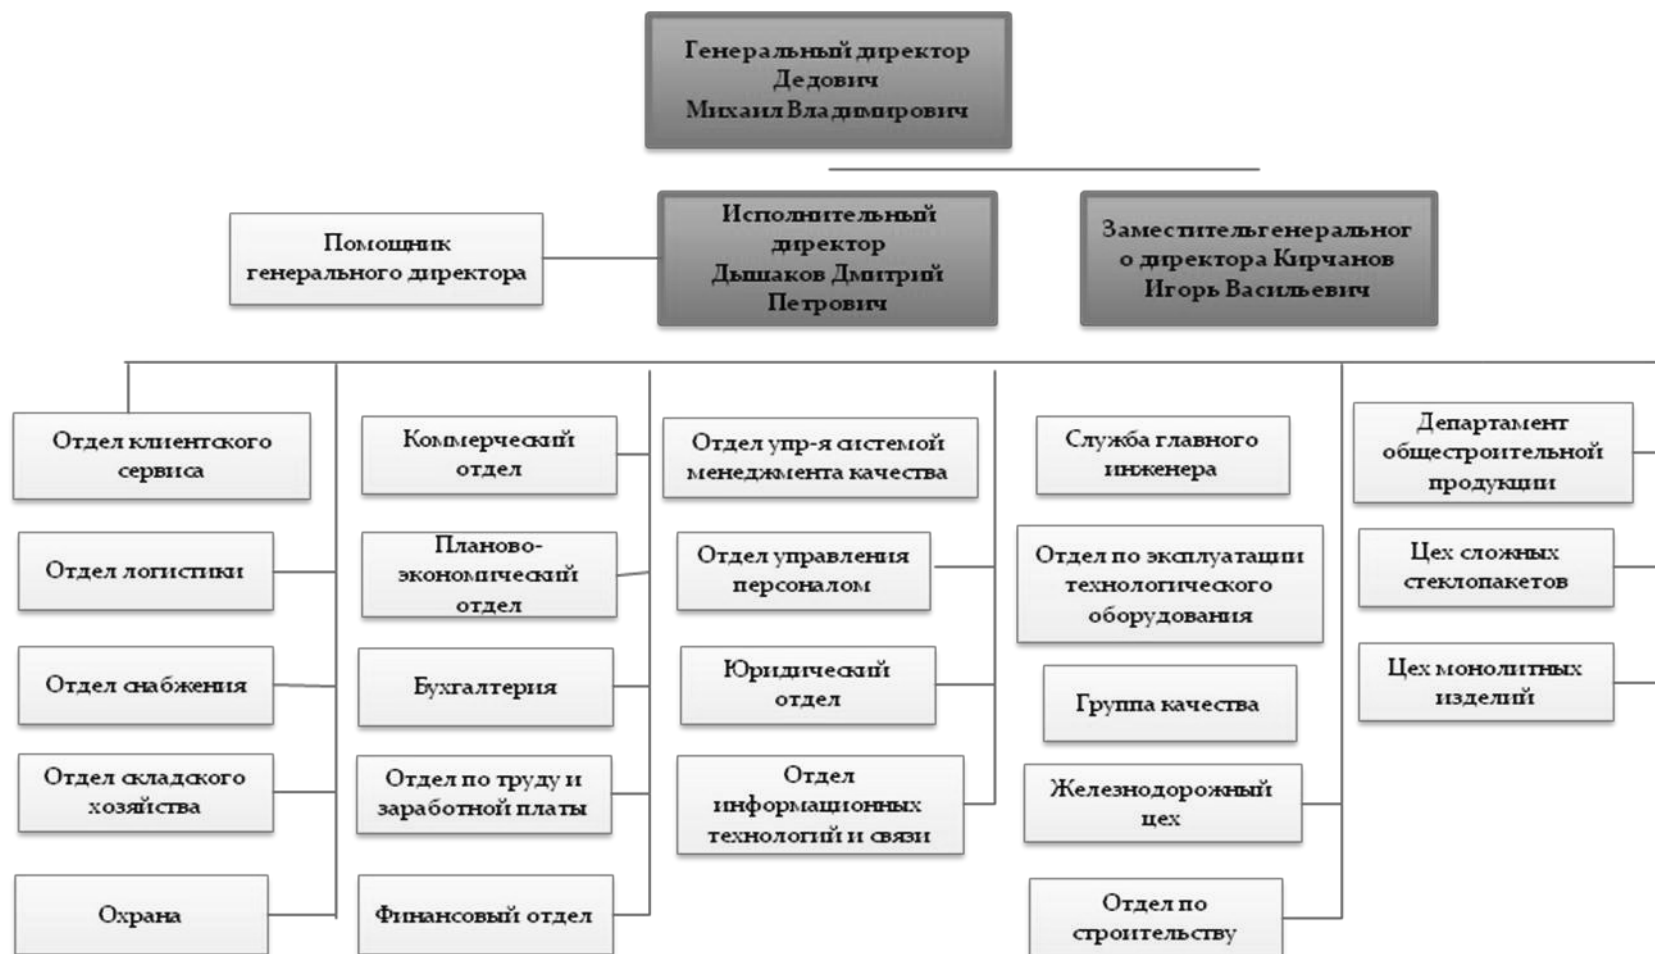 Генеральный директор
Дедович
Михаил Владимирович
Помощник
генерального директора
Исполнительный
директор
Дышаков Дмитрий
Петрович
Заместительгенеральног
о директора Кирчанов
Игорь Васильевич
Отдел клиентского
сервиса
Отдел логистики
Отдел снабжения
Отдел складского
хозяйства
Охрана
Коммерческий
отдел
Планово-
экономический
отдел
Бухгалтерия
Отдел по труду и
заработной платы
Финансовый отдел
Отдел упр-я системой
менеджмента качества
Отдел управления
персоналом
Юридический
отдел
Отдел
информационных
технологий и связи
Служба главного
инженера
Отдел по эксплуатации
технологического
оборудования
Группа качества
Железнодорожный
цех
Отдел по
строительству
Департамент
общестроительной
продукции
Цех сложных
стеклопакетов
Цех монолитных
изделий